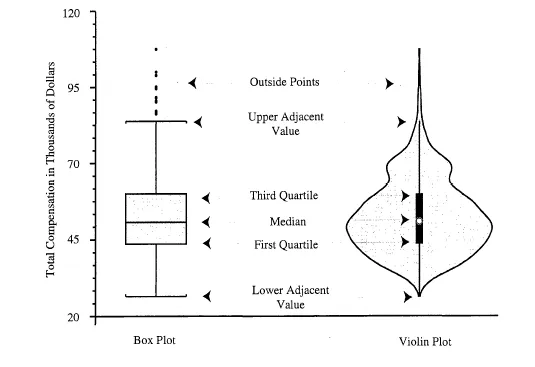 120
95
70
45
20
Total Compensation in Thousands of Dollars
Outside Points
Upper Adjacent
Value
Third Quartile
Median
First Quartile
Lower Adjacent
Value
Box Plot
Violin Plot